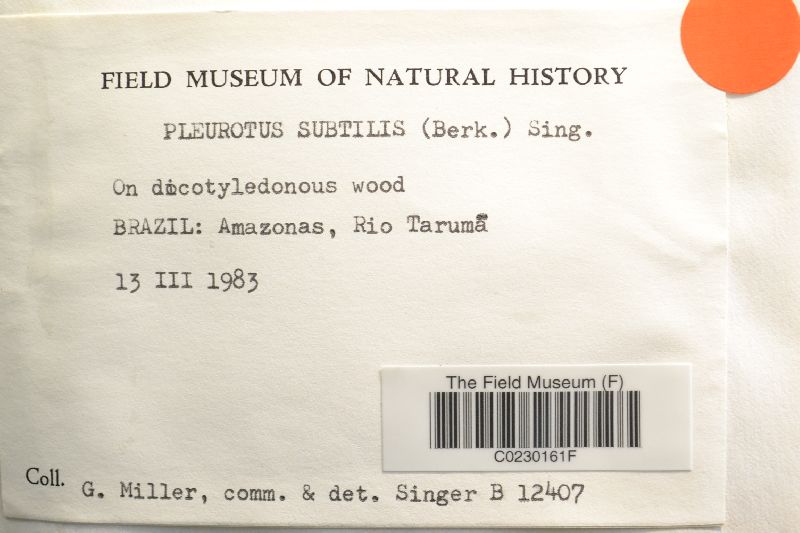 FIELD MUSEUM OF NATURAL HISTORY
PLEUROTUS SUBTILIS (Berk.) Sing.
On dicotyledonous wood
BRAZIL: Amazonas, Rio Tarumã
13 III 1983
The Field Museum (F)
C0230161F
Coll. G. Miller, comm. & det. Singer B 12407